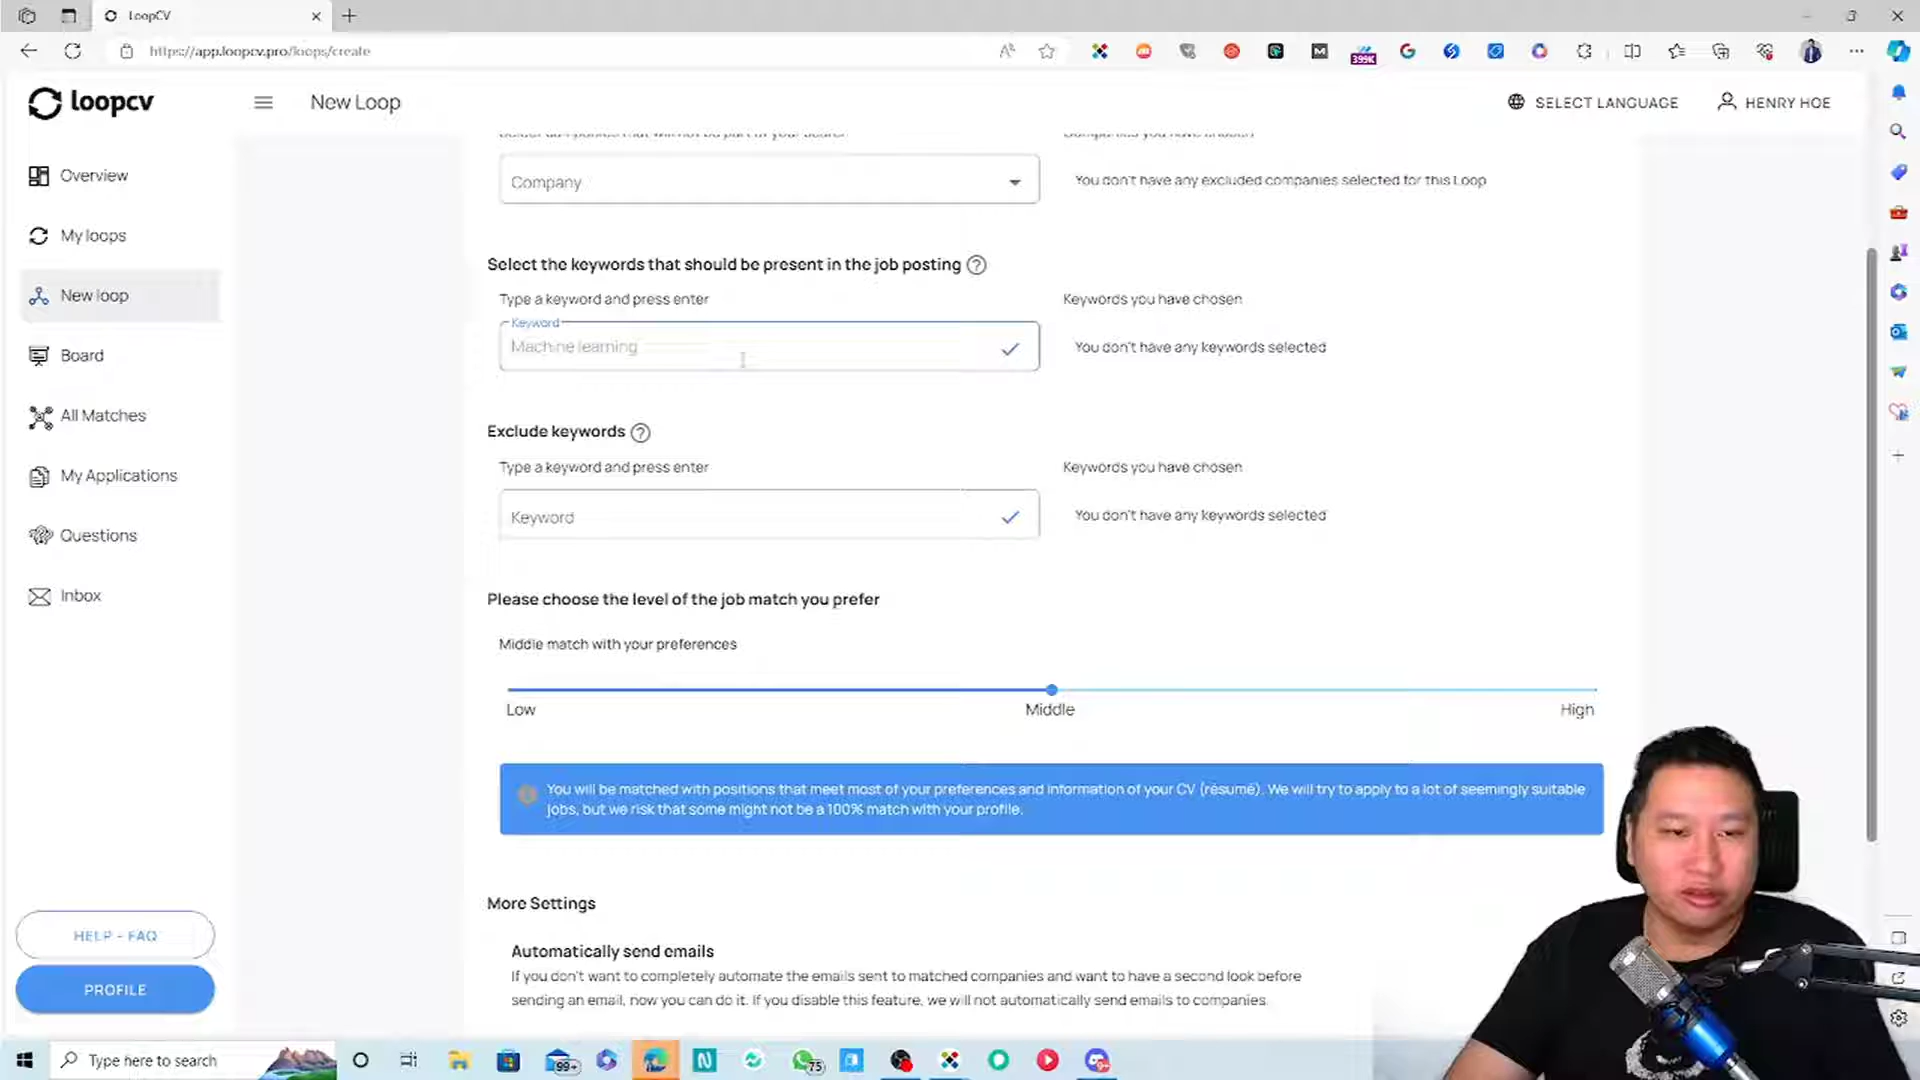 LoopCV
https://app.loopcv.pro/loops/create
399K
loopcv
New Loop
SELECT LANGUAGE
HENRY HOE
Overview
My loops
New loop
Board
All Matches
My Applications
Questions
Inbox
HELP - FAQ
PROFILE
Company
You don't have any excluded companies selected for this Loop
Select the keywords that should be present in the job posting
Type a keyword and press enter
Keywords you have chosen
Keyword
Machine learning
You don't have any keywords selected
Exclude keywords
Type a keyword and press enter
Keywords you have chosen
Keyword
You don't have any keywords selected
Please choose the level of the job match you prefer
Middle match with your preferences
Low
Middle
High
You will be matched with positions that meet most of your preferences and information of your CV (résumé). We will try to apply to a lot of seemingly suitable
jobs, but we risk that some might not be a 100% match with your profile.
More Settings
Automatically send emails
If you don't want to completely automate the emails sent to matched companies and want to have a second look before
sending an email, now you can do it. If you disable this feature, we will not automatically send emails to companies.
Type here to search
99+
75